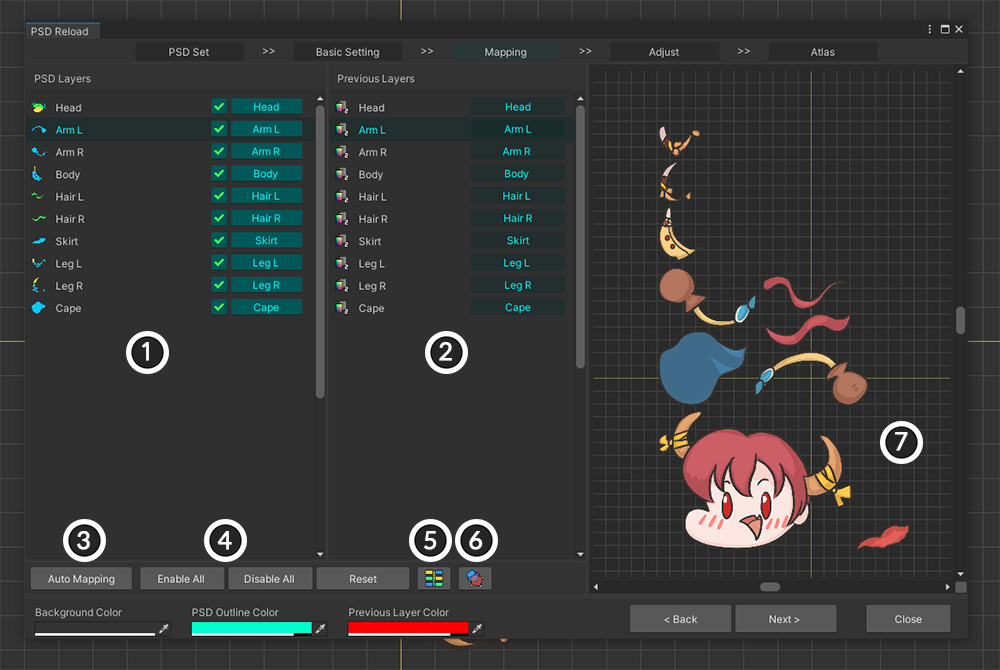 PSD Reload
PSD Set >> Basic Setting >> Mapping >> Adjust >> Atlas
PSD Layers
Head Head
Arm L Arm L
Arm R Arm R
Body Body
Hair L Hair L
Hair R Hair R
Skirt Skirt
Leg L Leg L
Leg R Leg R
Cape Cape
1
Previous Layers
Head Head
Arm L Arm L
Arm R Arm R
Body Body
Hair L Hair L
Hair R Hair R
Skirt Skirt
Leg L Leg L
Leg R Leg R
Cape Cape
2
7
3 4 5 6
Auto Mapping Enable All Disable All Reset
Background Color PSD Outline Color Previous Layer Color
< Back Next > Close